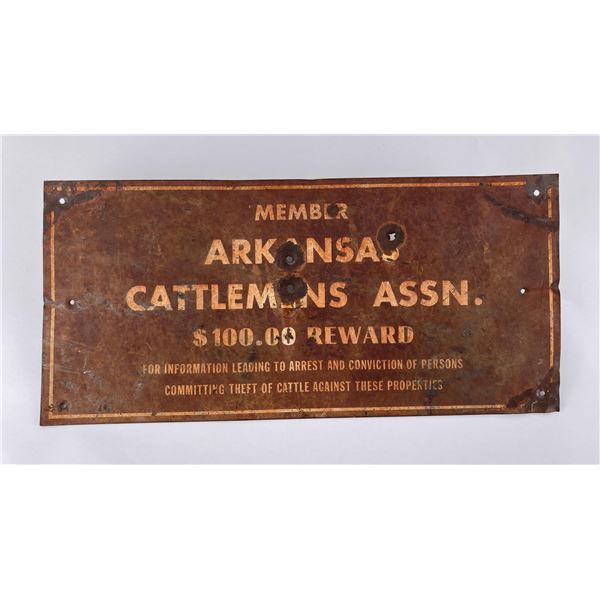 MEMBER
ARKANSAS
CATTLEMENS ASSN.
$100.00 REWARD
FOR INFORMATION LEADING TO ARREST AND CONVICTION OF PERSONS
COMMITTING THEFT OF CATTLE AGAINST THESE PROPERTIES